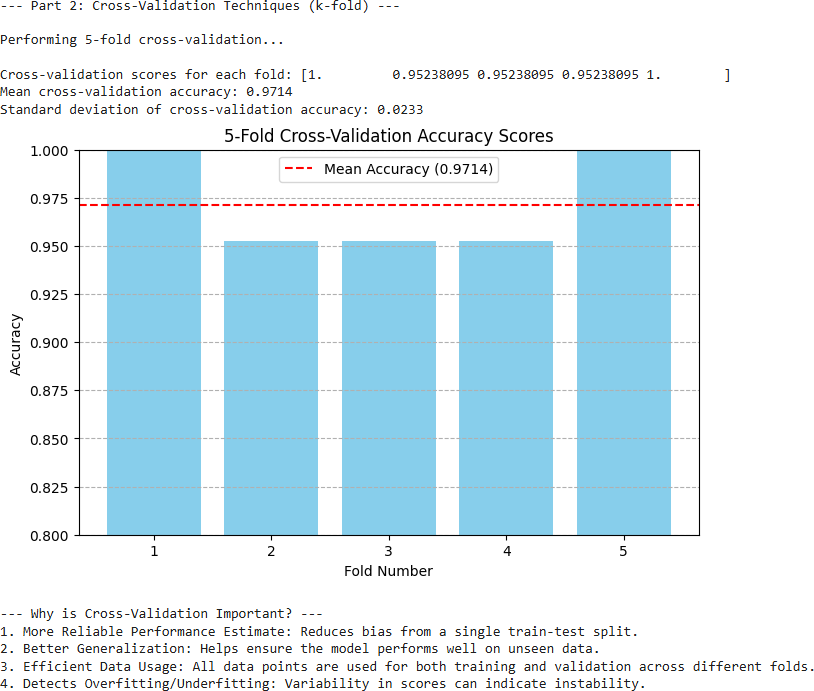 --- Part 2: Cross-Validation Techniques (k-fold) ---
Performing 5-fold cross-validation...
Cross-validation scores for each fold: [1.         0.95238095 0.95238095 0.95238095 1.        ]
Mean cross-validation accuracy: 0.9714
Standard deviation of cross-validation accuracy: 0.0233
5-Fold Cross-Validation Accuracy Scores
Mean Accuracy (0.9714)
1.000
0.975
0.950
0.925
0.900
0.875
0.850
0.825
0.800
Accuracy
1 2 3 4 5
Fold Number
--- Why is Cross-Validation Important? ---
1. More Reliable Performance Estimate: Reduces bias from a single train-test split.
2. Better Generalization: Helps ensure the model performs well on unseen data.
3. Efficient Data Usage: All data points are used for both training and validation across different folds.
4. Detects Overfitting/Underfitting: Variability in scores can indicate instability.